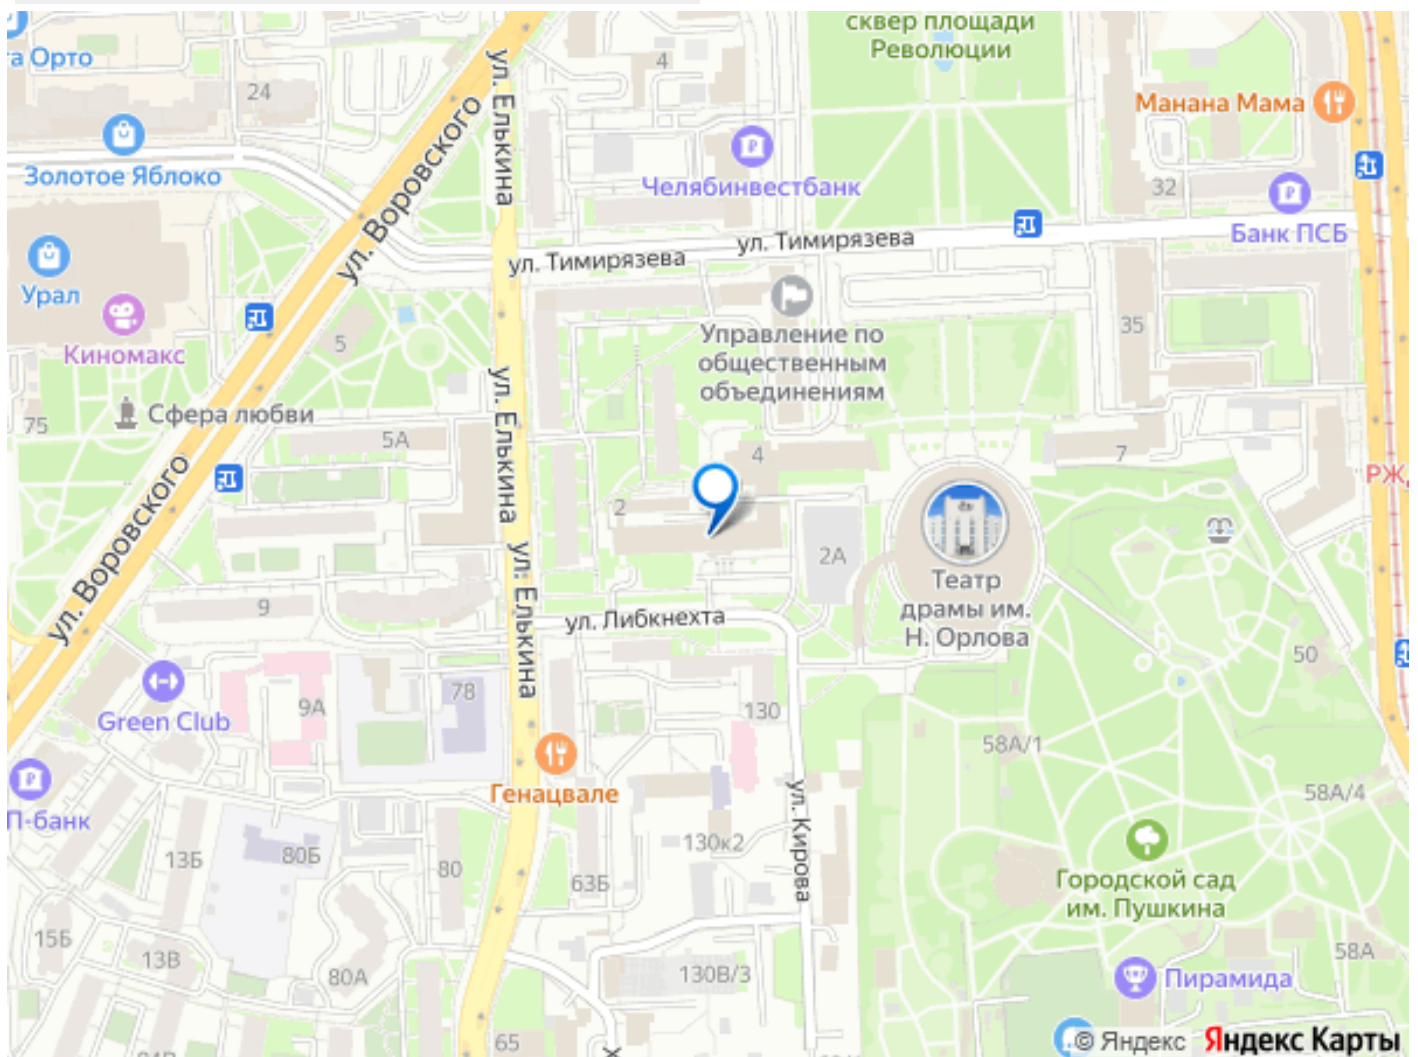 сквер площади
Революции
та Орто
24
4
ул. Воровского
ул. Елькина
Манана Мама
Золотое Яблоко
Челябинвестбанк
32
Банк ПСБ
ул. Тимирязева
ул. Тимирязева
Урал
Киномакс
5
Управление по
общественным
объединениям
35
75
Сфера любви
5А
ул. Елькина
4
7
РЖД
2
2А
ул. Воровского
ул. Елькина
Театр
драмы им.
Н. Орлова
9
ул. Либкнехта
50
Green Club
9А
78
130
58А/1
Генацвале
ул. Кирова
58А/4
П-банк
13Б
80Б
80
130к2
63Б
Городской сад
им. Пушкина
15Б
13В
80А
130В/3
58А
Пирамида
65
© Яндекс Яндекс Карты